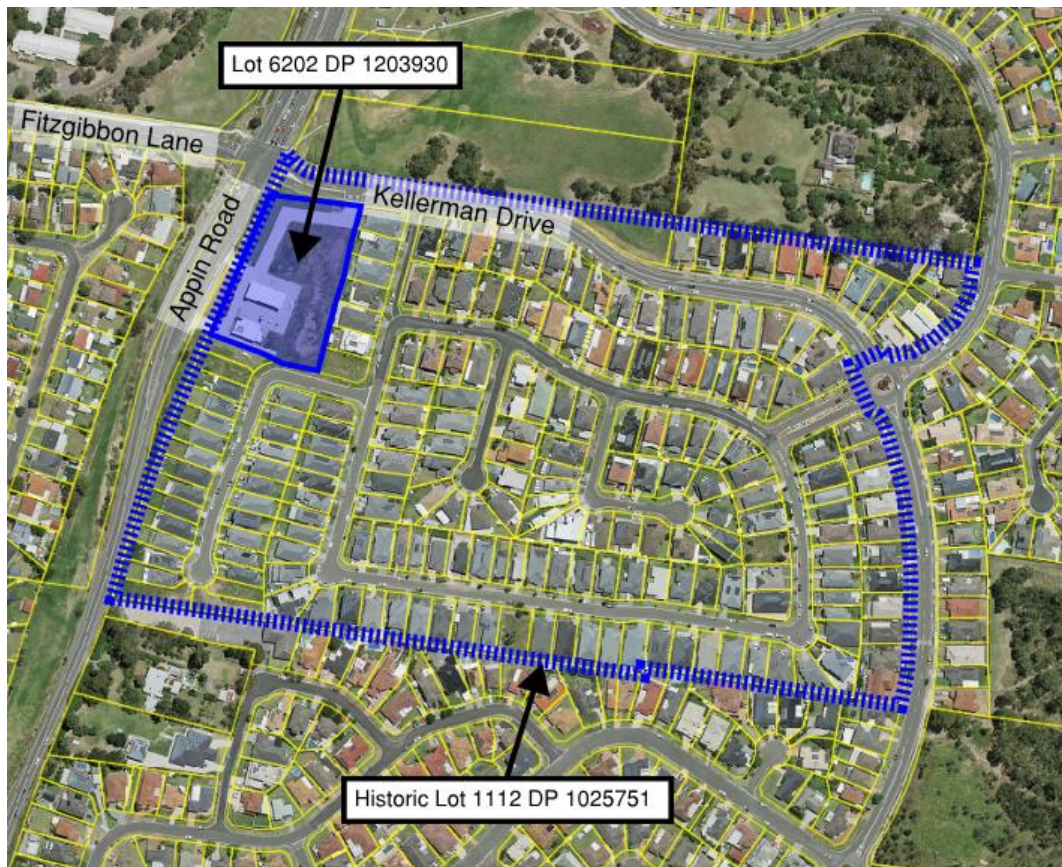 Lot 6202 DP 1203930
Fitzgibbon Lane
Kellerman Drive
Appin Road
Historic Lot 1112 DP 1025751